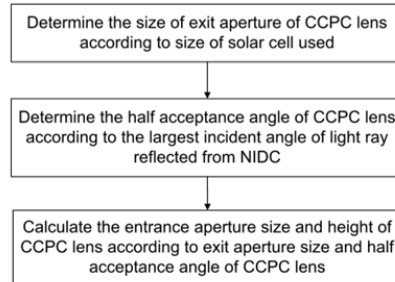 Determine the size of exit aperture of CCPC lens
according to size of solar cell used
Determine the half acceptance angle of CCPC lens
according to the largest incident angle of light ray
reflected from NIDC
Calculate the entrance aperture size and height of
CCPC lens according to exit aperture size and half
acceptance angle of CCPC lens